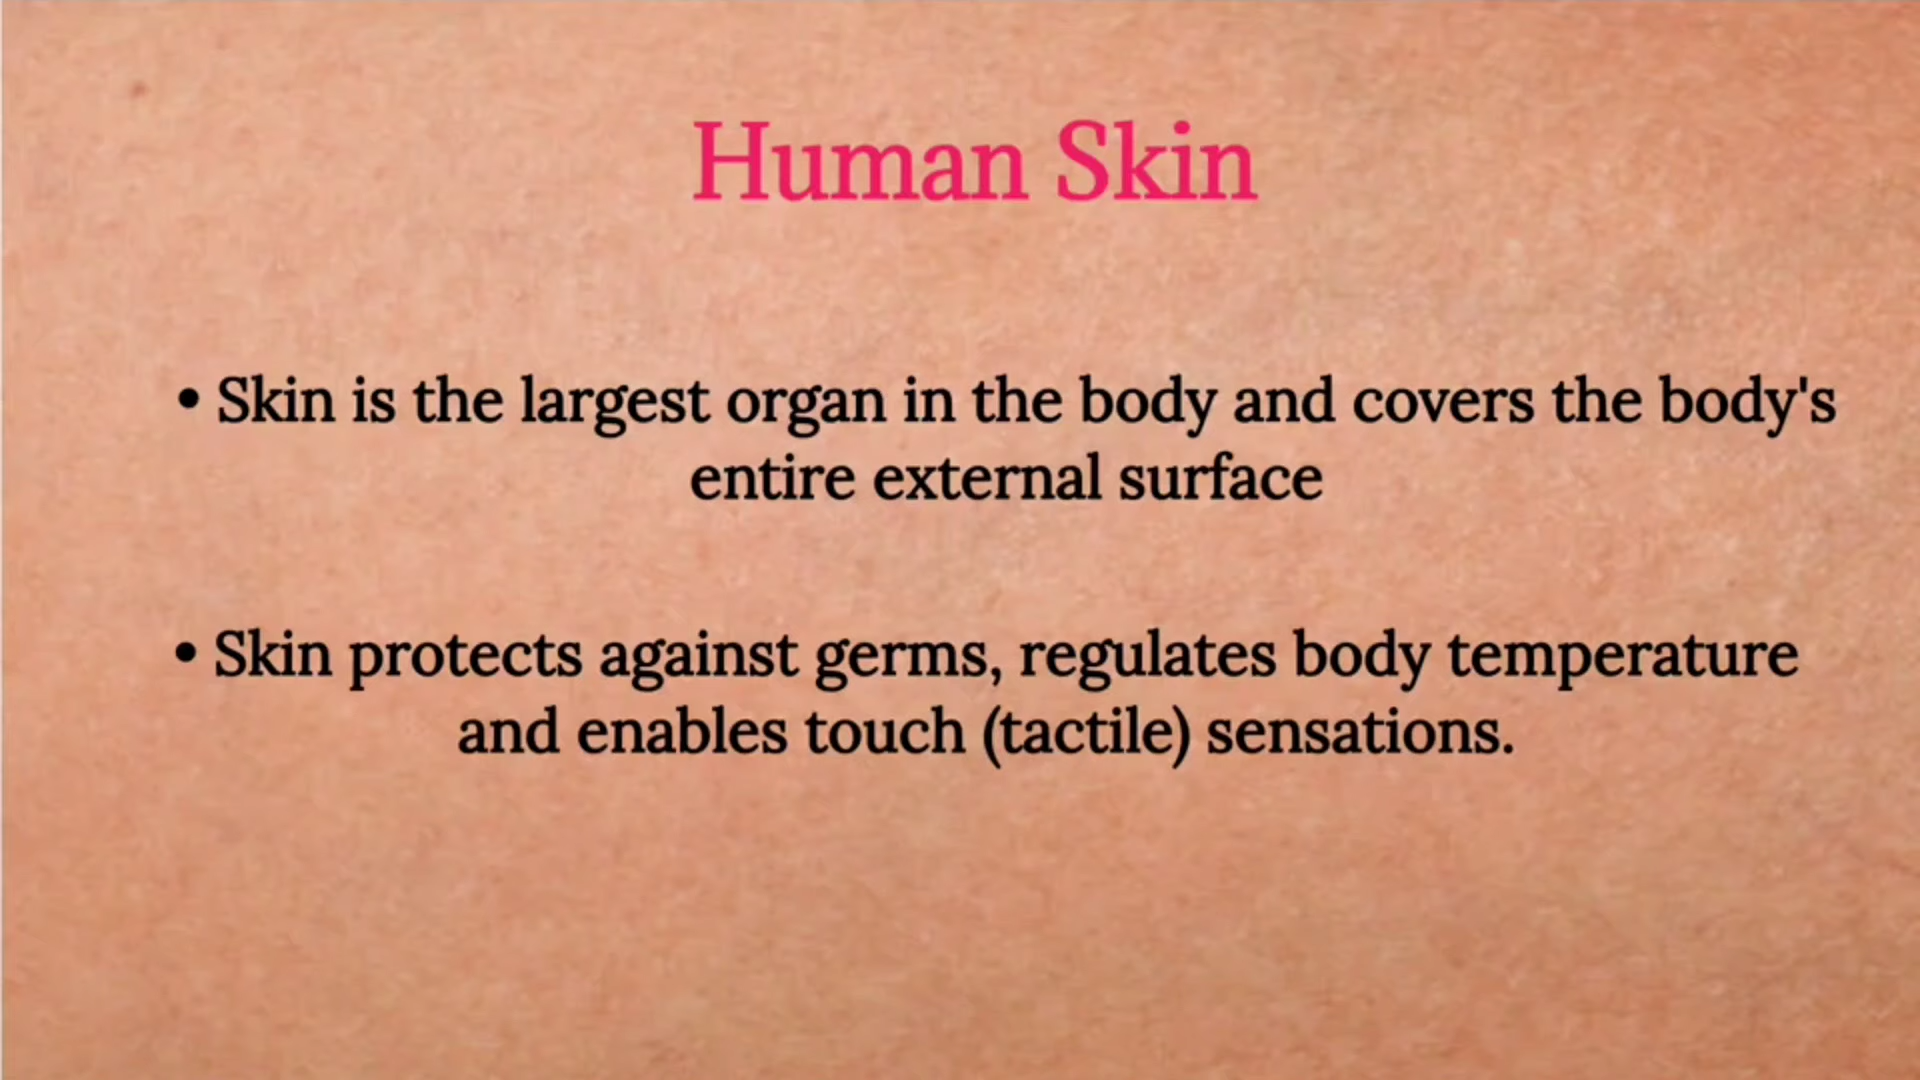 Human Skin
• Skin is the largest organ in the body and covers the body's
entire external surface
• Skin protects against germs, regulates body temperature
and enables touch (tactile) sensations.